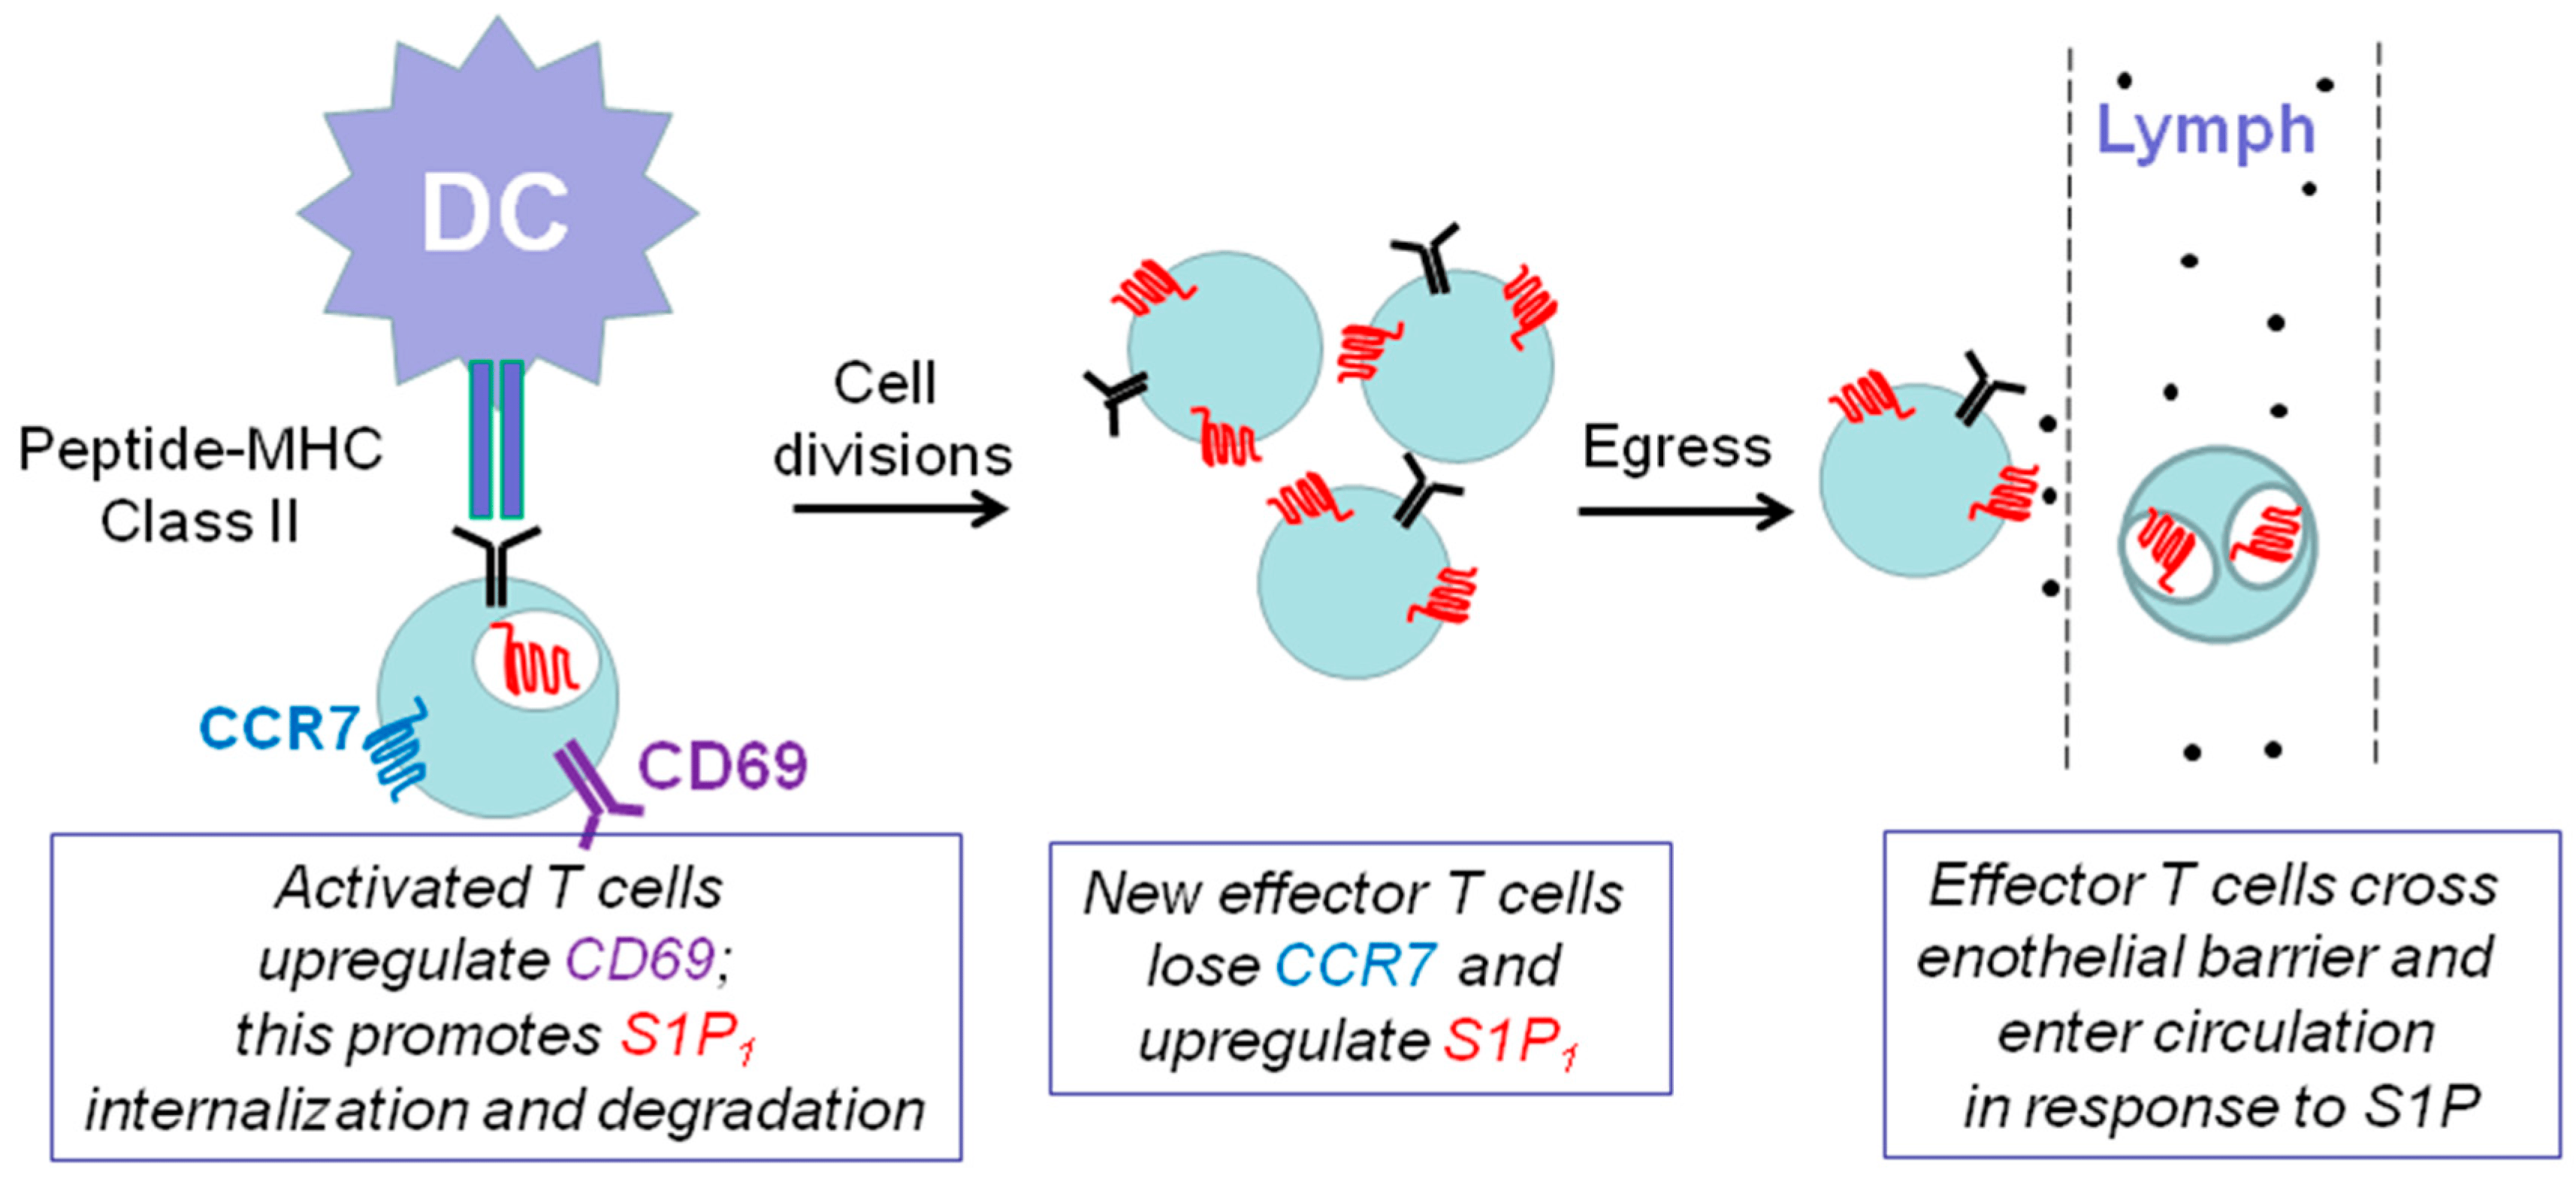 DC
Peptide-MHC
Class II
CCR7
CD69
Cell
divisions
Egress
Lymph
Activated T cells
upregulate CD69;
this promotes S1P1
internalization and degradation
New effector T cells
lose CCR7 and
upregulate S1P1
Effector T cells cross
enothelial barrier and
enter circulation
in response to S1P